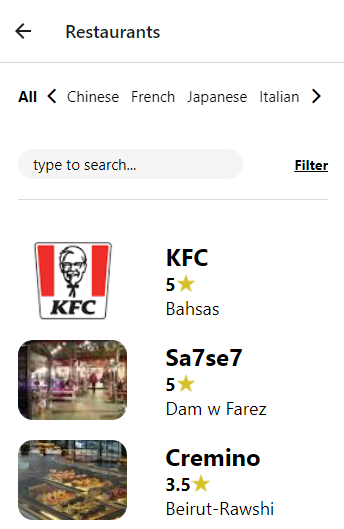 Restaurants
All Chinese French Japanese Italian
type to search...
Filter
KFC
KFC
5
Bahsas
Sa7se7
5
Dam w Farez
Cremino
3.5
Beirut-Rawshi